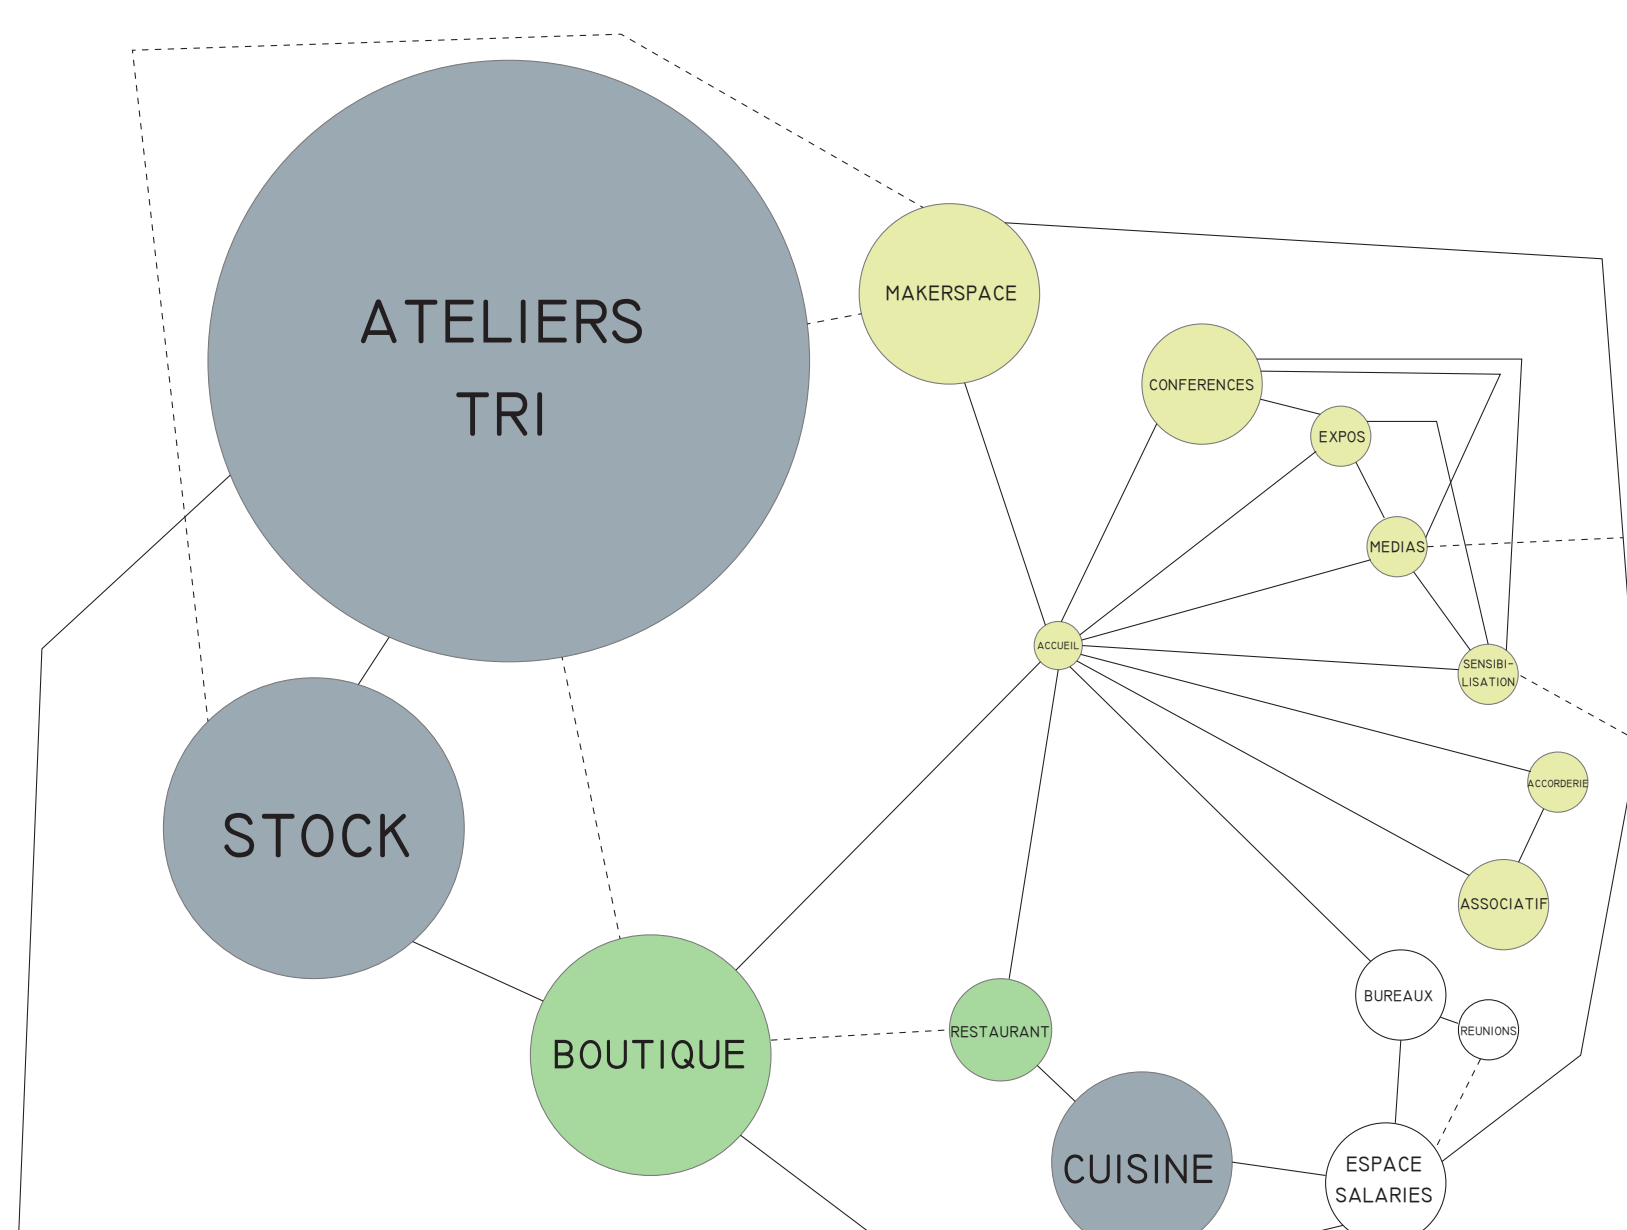 ATELIERS
TRI
MAKERSPACE
CONFERENCES
EXPOS
MEDIAS
ACCUEIL
SENSIBI-
LISATION
ACCORDERIE
STOCK
ASSOCIATIF
BUREAUX
REUNIONS
RESTAURANT
BOUTIQUE
CUISINE
ESPACE
SALARIES